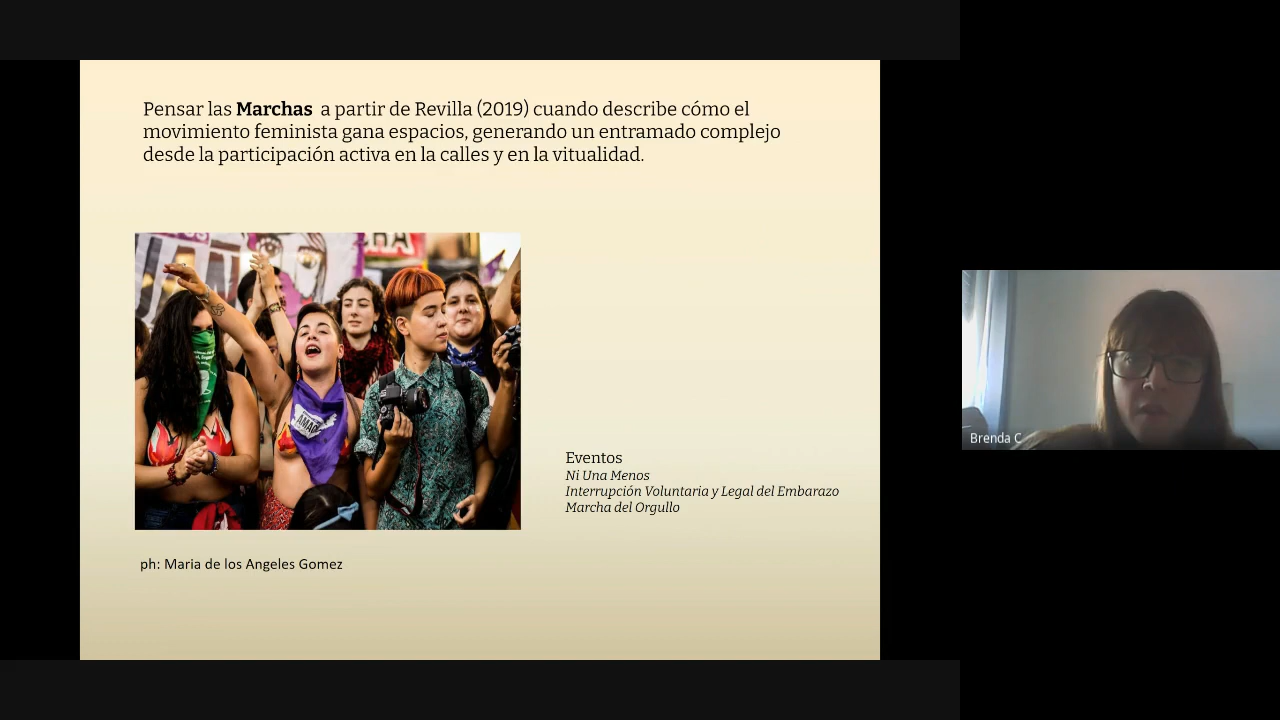 Pensar las Marchas a partir de Revilla (2019) cuando describe cómo el
movimiento feminista gana espacios, generando un entramado complejo
desde la participación activa en la calles y en la vitualidad.
Eventos
Ni Una Menos
Interrupción Voluntaria y Legal del Embarazo
Marcha del Orgullo
ph: Maria de los Angeles Gomez
Brenda C